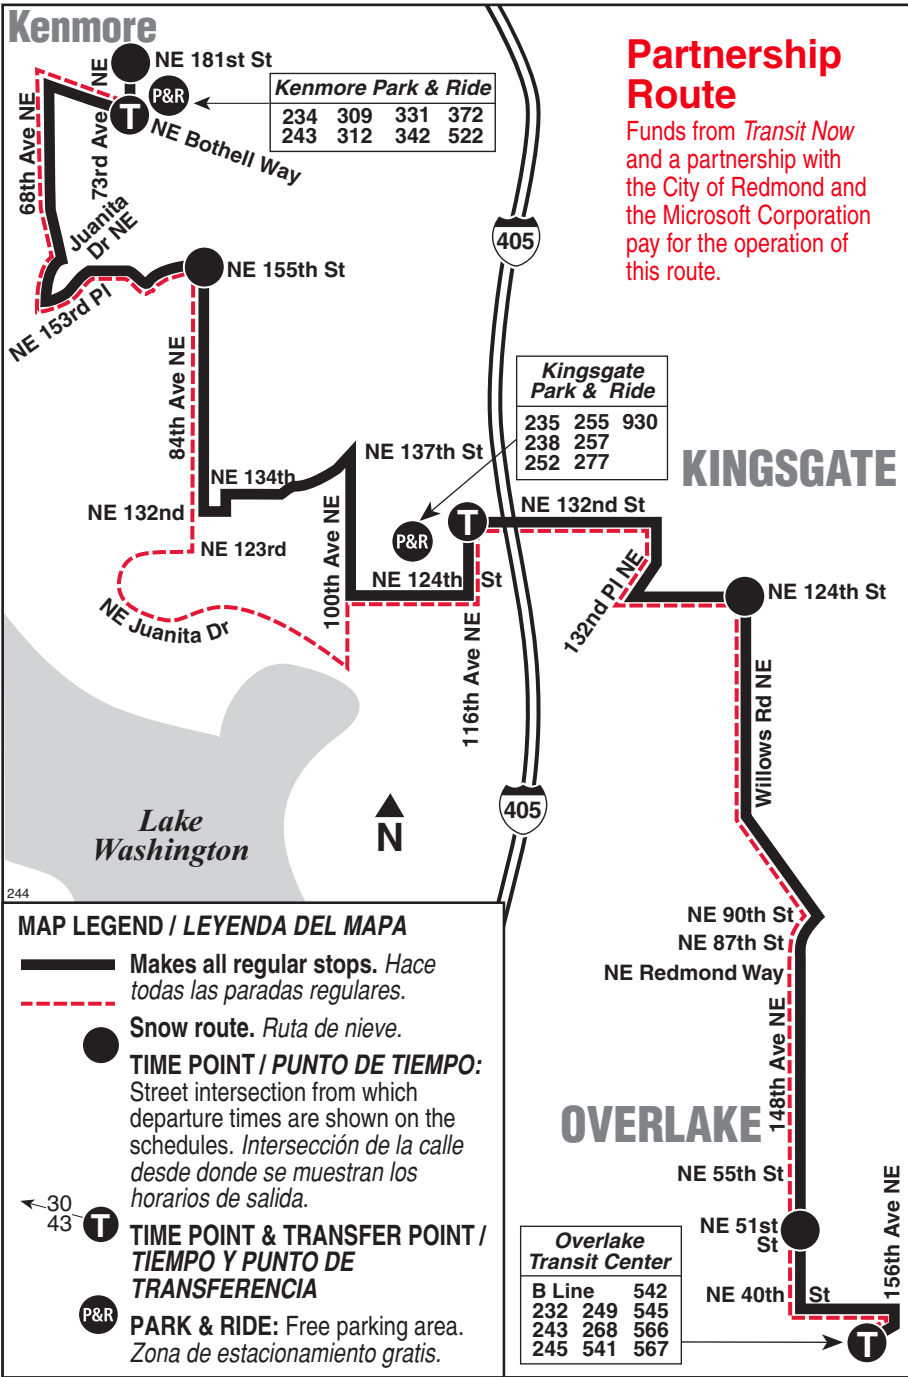 Kenmore
NE 181st St
73rd Ave NE
68th Ave NE
P&R
T
NE Bothell Way
Kenmore Park & Ride
234 309 331 372
243 312 342 522
Partnership
Route
Funds from Transit Now
and a partnership with
the City of Redmond and
the Microsoft Corporation
pay for the operation of
this route.
405
Juanita
Dr NE
NE 155th St
NE 153rd Pl
84th Ave NE
Kingsgate
Park & Ride
235 255 930
238 257
252 277
KINGSGATE
NE 137th St
NE 134th
NE 132nd
100th Ave NE
P&R
T
NE 132nd St
NE 123rd
NE 124th St
NE Juanita Dr
116th Ave NE
132nd Pl NE
NE 124th St
Willows Rd NE
405
N
Lake
Washington
244
NE 90th St
NE 87th St
NE Redmond Way
148th Ave NE
OVERLAKE
NE 55th St
NE 51st
St
NE 40th St
156th Ave NE
T
Overlake
Transit Center
B Line 542
232 249 545
243 268 566
245 541 567
MAP LEGEND / LEYENDA DEL MAPA
Makes all regular stops. Hace
todas las paradas regulares.
Snow route. Ruta de nieve.
TIME POINT / PUNTO DE TIEMPO:
Street intersection from which
departure times are shown on the
schedules. Intersección de la calle
desde donde se muestran los
horarios de salida.
30
43
T
TIME POINT & TRANSFER POINT /
TIEMPO Y PUNTO DE
TRANSFERENCIA
P&R
PARK & RIDE: Free parking area.
Zona de estacionamiento gratis.